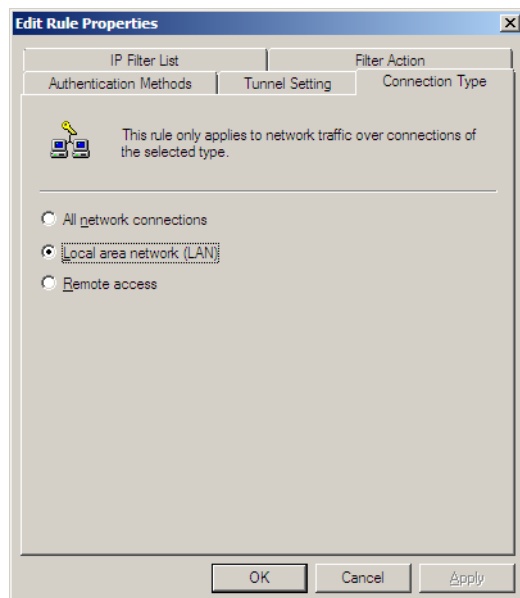 Edit Rule Properties
IP Filter List
Filter Action
Authentication Methods
Tunnel Setting
Connection Type
This rule only applies to network traffic over connections of
the selected type.
All network connections
Local area network (LAN)
Remote access
OK
Cancel
Apply